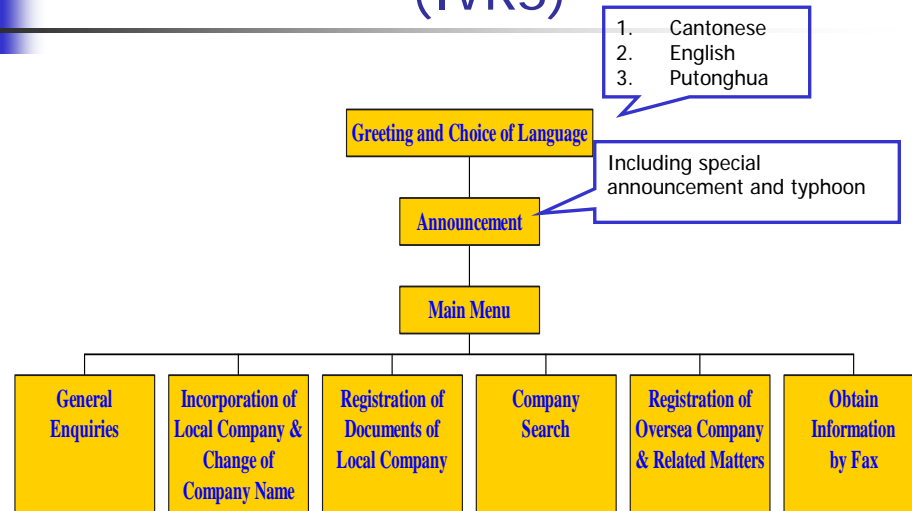 (IVRS)
1. Cantonese
2. English
3. Putonghua
Greeting and Choice of Language
Including special
announcement and typhoon
Announcement
Main Menu
General
Enquiries
Incorporation of
Local Company &
Change of
Company Name
Registration of
Documents of
Local Company
Company
Search
Registration of
Oversea Company
& Related Matters
Obtain
Information
by Fax